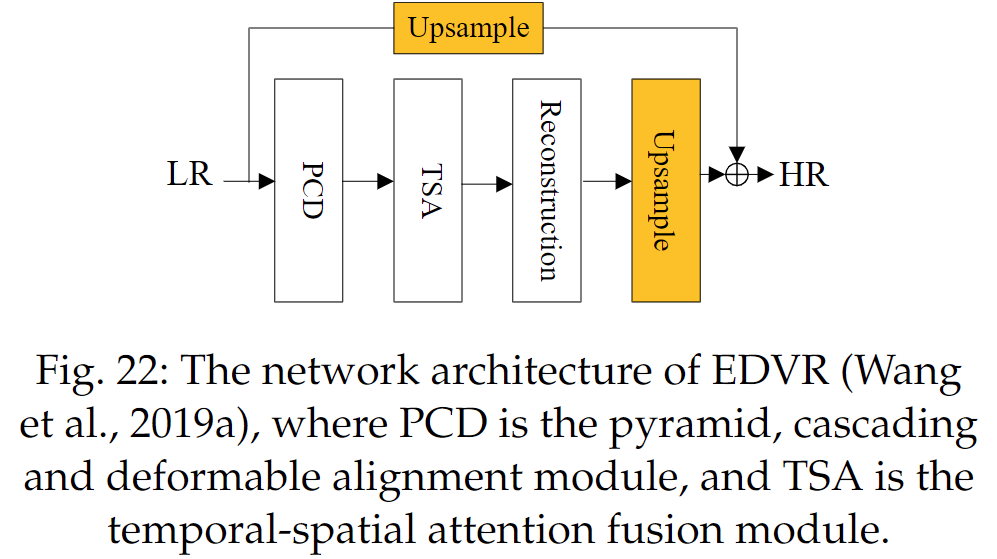 Upsample
LR
PCD
TSA
Reconstruction
Upsample
HR
Fig. 22: The network architecture of EDVR (Wang
et al., 2019a), where PCD is the pyramid, cascading
and deformable alignment module, and TSA is the
temporal-spatial attention fusion module.